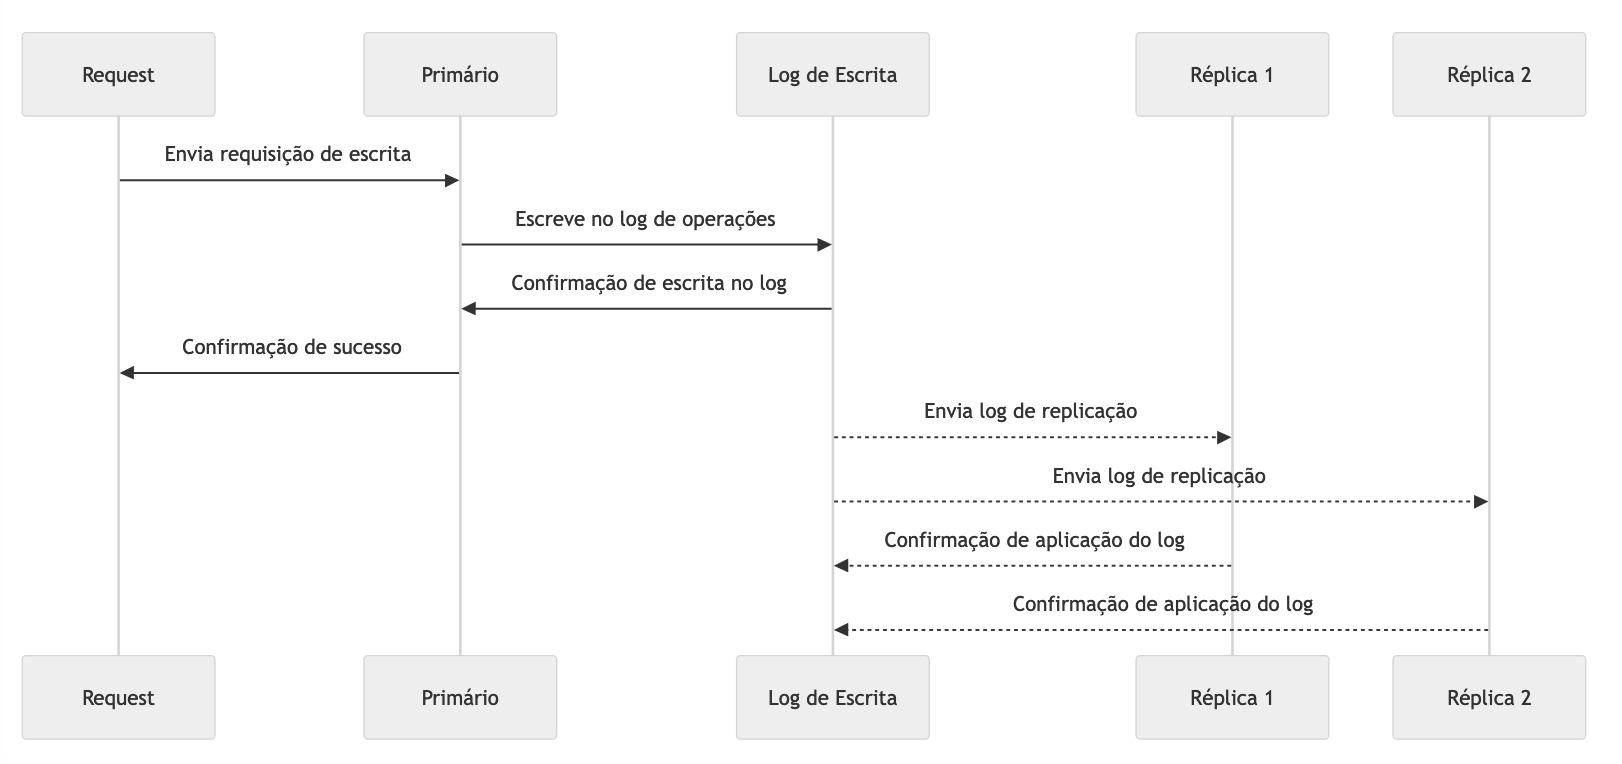 Request
Primário
Log de Escrita
Réplica 1
Réplica 2
Envia requisição de escrita
Escreve no log de operações
Confirmação de escrita no log
Confirmação de sucesso
Envia log de replicação
Envia log de replicação
Confirmação de aplicação do log
Confirmação de aplicação do log
Request
Primário
Log de Escrita
Réplica 1
Réplica 2